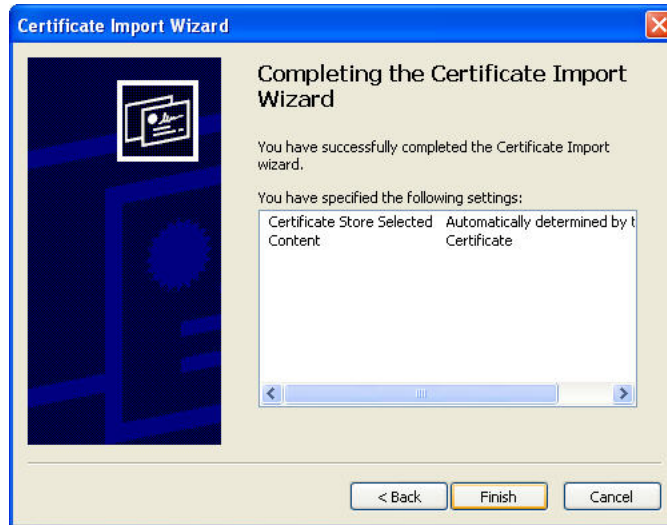 Certificate Import Wizard
Completing the Certificate Import
Wizard
You have successfully completed the Certificate Import
wizard.
You have specified the following settings:
Certificate Store Selected Automatically determined by t
Content Certificate
< Back Finish Cancel